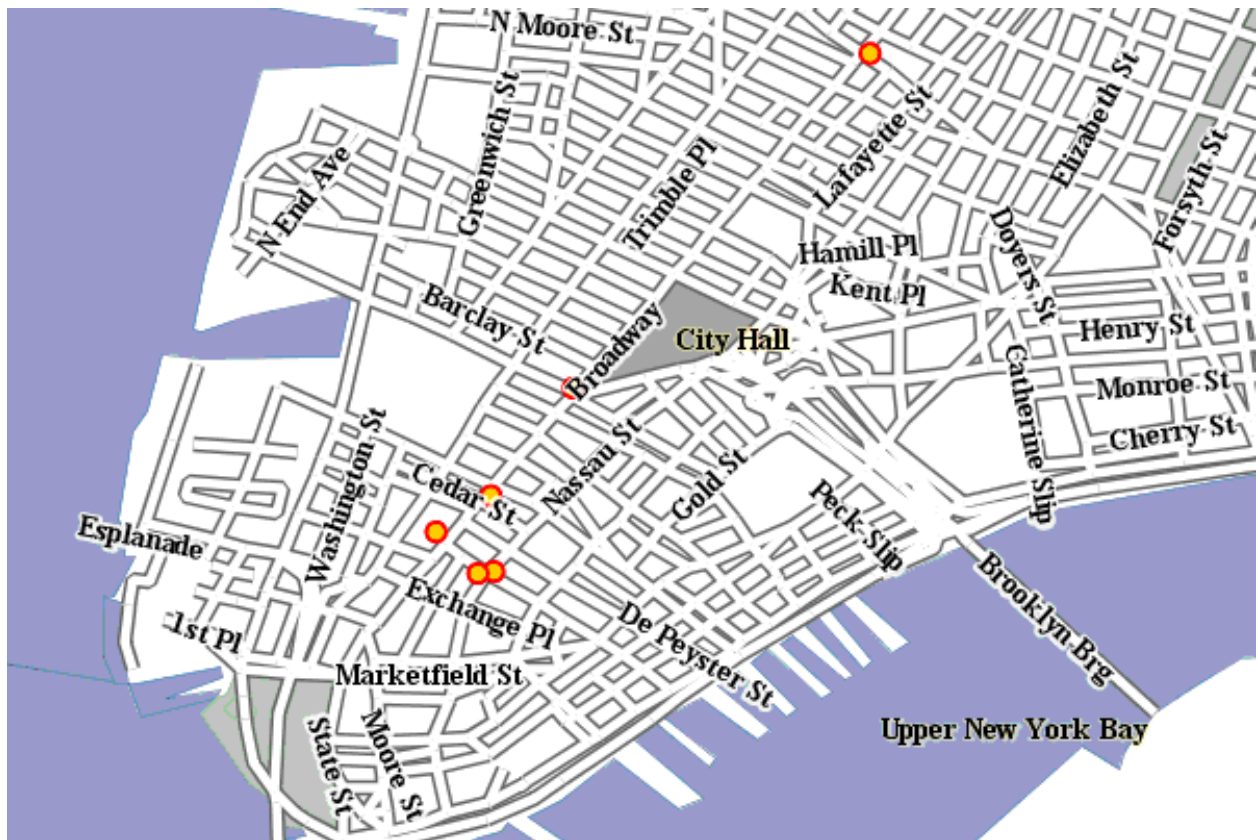 N Moore St
Greenwich St
Elizabeth St
Lafayette St
Trimble Pl
Forsyth St
N End Ave
Doyers St
Hamill Pl
Kent Pl
Barclay St
Broadway
City Hall
Henry St
Catherine Slip
Monroe St
Cherry St
Washington St
Nassau St
Gold St
Cedar St
Peck Slip
Esplanade
Exchange Pl
Brooklyn Brg
1st Pl
De Peyster St
Marketfield St
State St
Moore St
Upper New York Bay